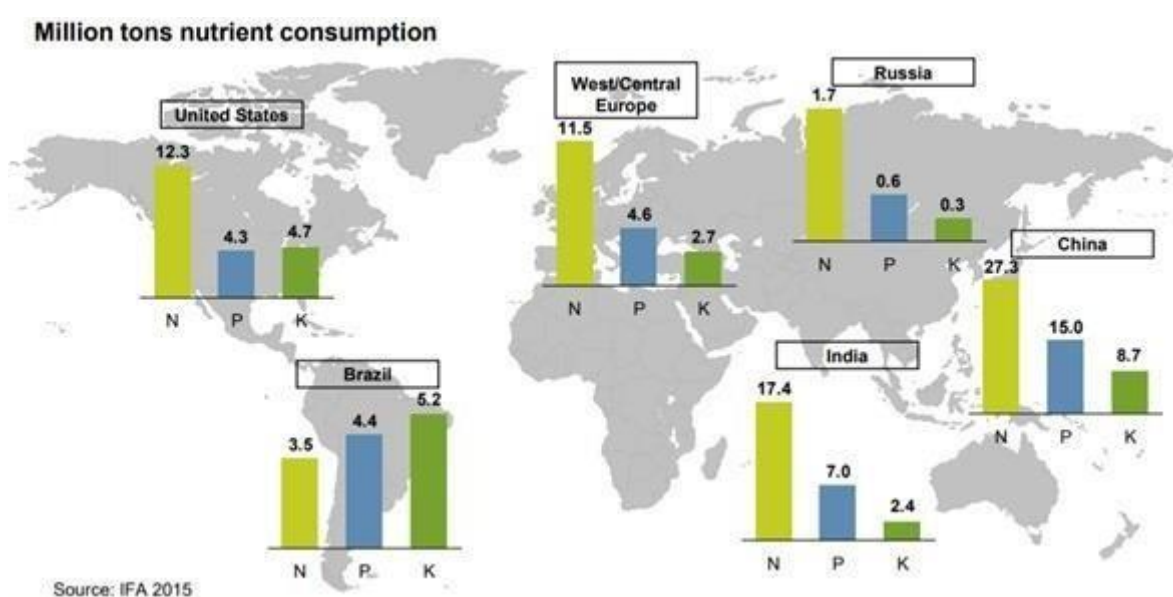 Million tons nutrient consumption
United States
12.3
4.3
4.7
N P K
West/Central
Europe
11.5
4.6
2.7
N P K
Russia
1.7
0.6
0.3
N P K
China
27.3
15.0
8.7
N P K
Brazil
3.5
4.4
5.2
N P K
India
17.4
7.0
2.4
N P K
Source: IFA 2015